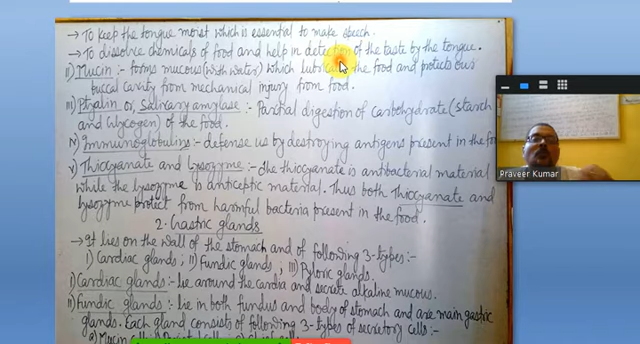 → To keep the tongue moist which is essential to make speech.
→ To dissolve chemicals of food and help in detection of the taste by the tongue.
ii) Mucin :- forms mucous (with water) which lubricates the food and protects our
buccal cavity from mechanical injury from food.
iii) Ptyalin or Salivary amylase :- Partial digestion of carbohydrate (starch
and Glycogen) of the food.
iv) Immunoglobulins :- defense us by destroying antigens present in the foo
v) Thiocyanate and Lysozyme :- The thiocyanate is antibacterial material
while the lysozyme is anticeptic material. Thus both Thiocyanate and
lysozyme protect from harmful bacteria present in the food.
2. Gastric glands
→ It lies on the wall of the stomach and of following 3-types :-
i) Cardiac glands ; ii) Fundic glands ; iii) Pyloric glands.
i) Cardiac glands :- lie around the cardia and secrete alkaline mucous.
ii) Fundic glands :- lie in both fundus and body of stomach and are main gastric
glands. Each gland consists of following 3-types of secretory cells :-
a) Mucin
Praveer Kumar